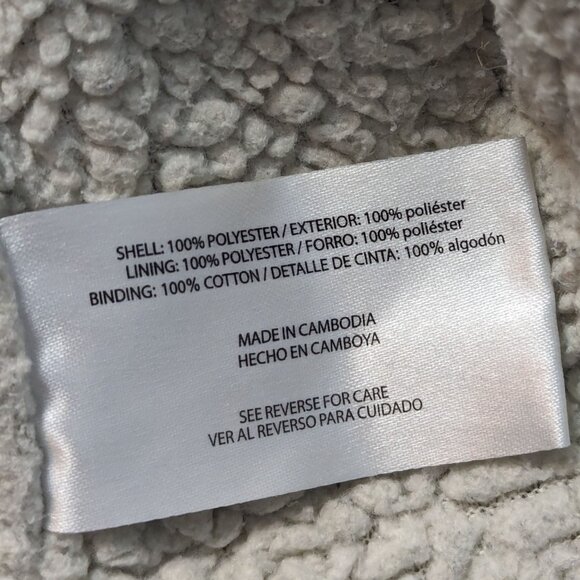 SHELL: 100% POLYESTER / EXTERIOR: 100% poliéster
LINING: 100% POLYESTER / FORRO: 100% poliéster
BINDING: 100% COTTON / DETALLE DE CINTA: 100% algodón
MADE IN CAMBODIA
HECHO EN CAMBOYA
SEE REVERSE FOR CARE
VER AL REVERSO PARA CUIDADO